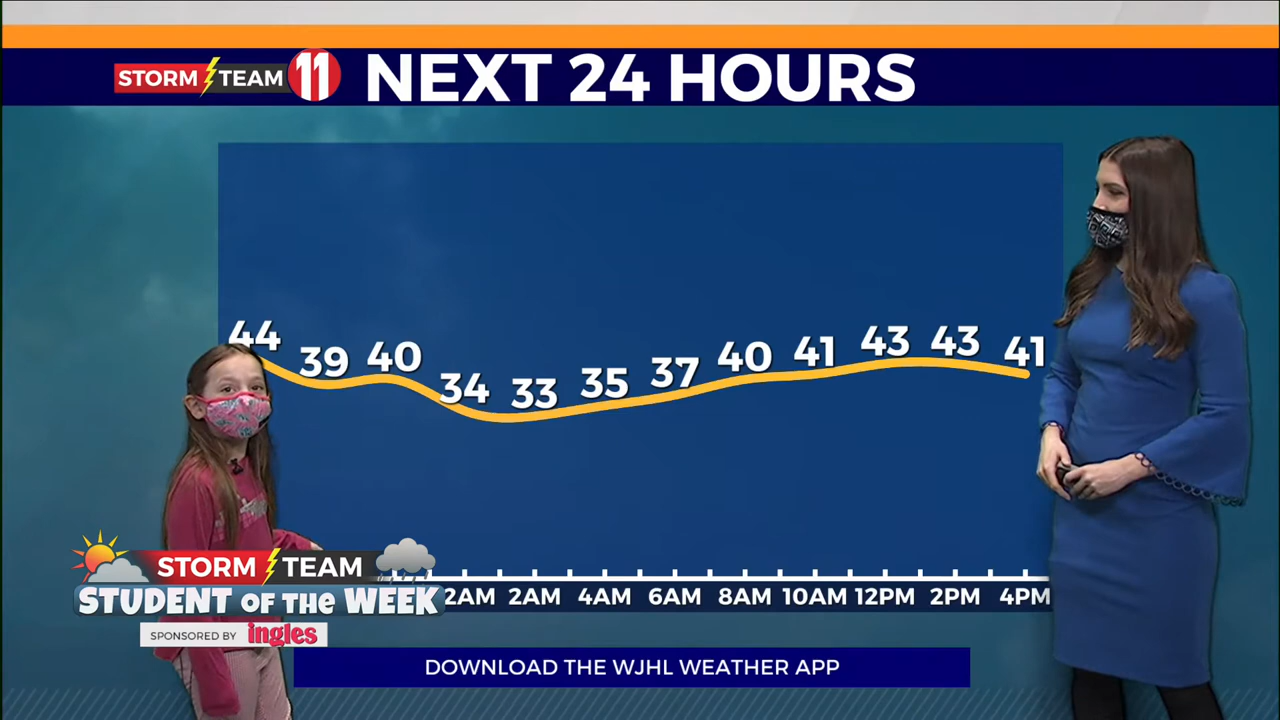 STORM TEAM 11 NEXT 24 HOURS
44 39 40 34 33 35 37 40 41 43 43 41
2AM 2AM 4AM 6AM 8AM 10AM 12PM 2PM 4PM
STORM TEAM
STUDENT OF THE WEEK
SPONSORED BY ingles
DOWNLOAD THE WJHL WEATHER APP